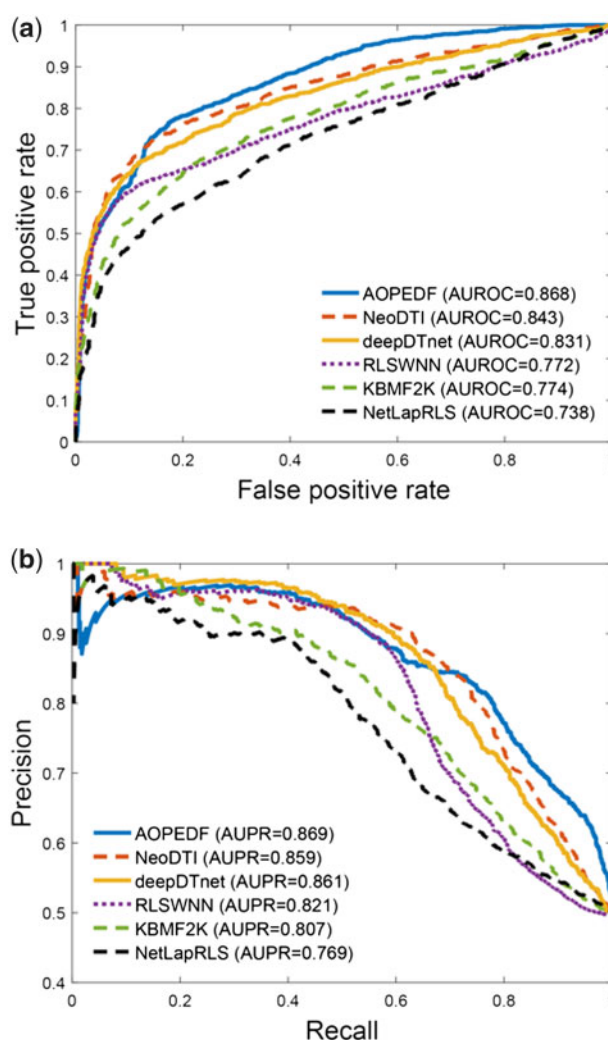 (a)
1
0.9
0.8
0.7
0.6
0.5
0.4
0.3
0.2
0.1
0
True positive rate
AOPEDF (AUROC=0.868)
NeoDTI (AUROC=0.843)
deepDTnet (AUROC=0.831)
RLSWNN (AUROC=0.772)
KBMF2K (AUROC=0.774)
NetLapRLS (AUROC=0.738)
0 0.2 0.4 0.6 0.8
False positive rate
(b)
1
0.9
0.8
0.7
0.6
0.5
0.4
Precision
AOPEDF (AUPR=0.869)
NeoDTI (AUPR=0.859)
deepDTnet (AUPR=0.861)
RLSWNN (AUPR=0.821)
KBMF2K (AUPR=0.807)
NetLapRLS (AUPR=0.769)
0 0.2 0.4 0.6 0.8
Recall